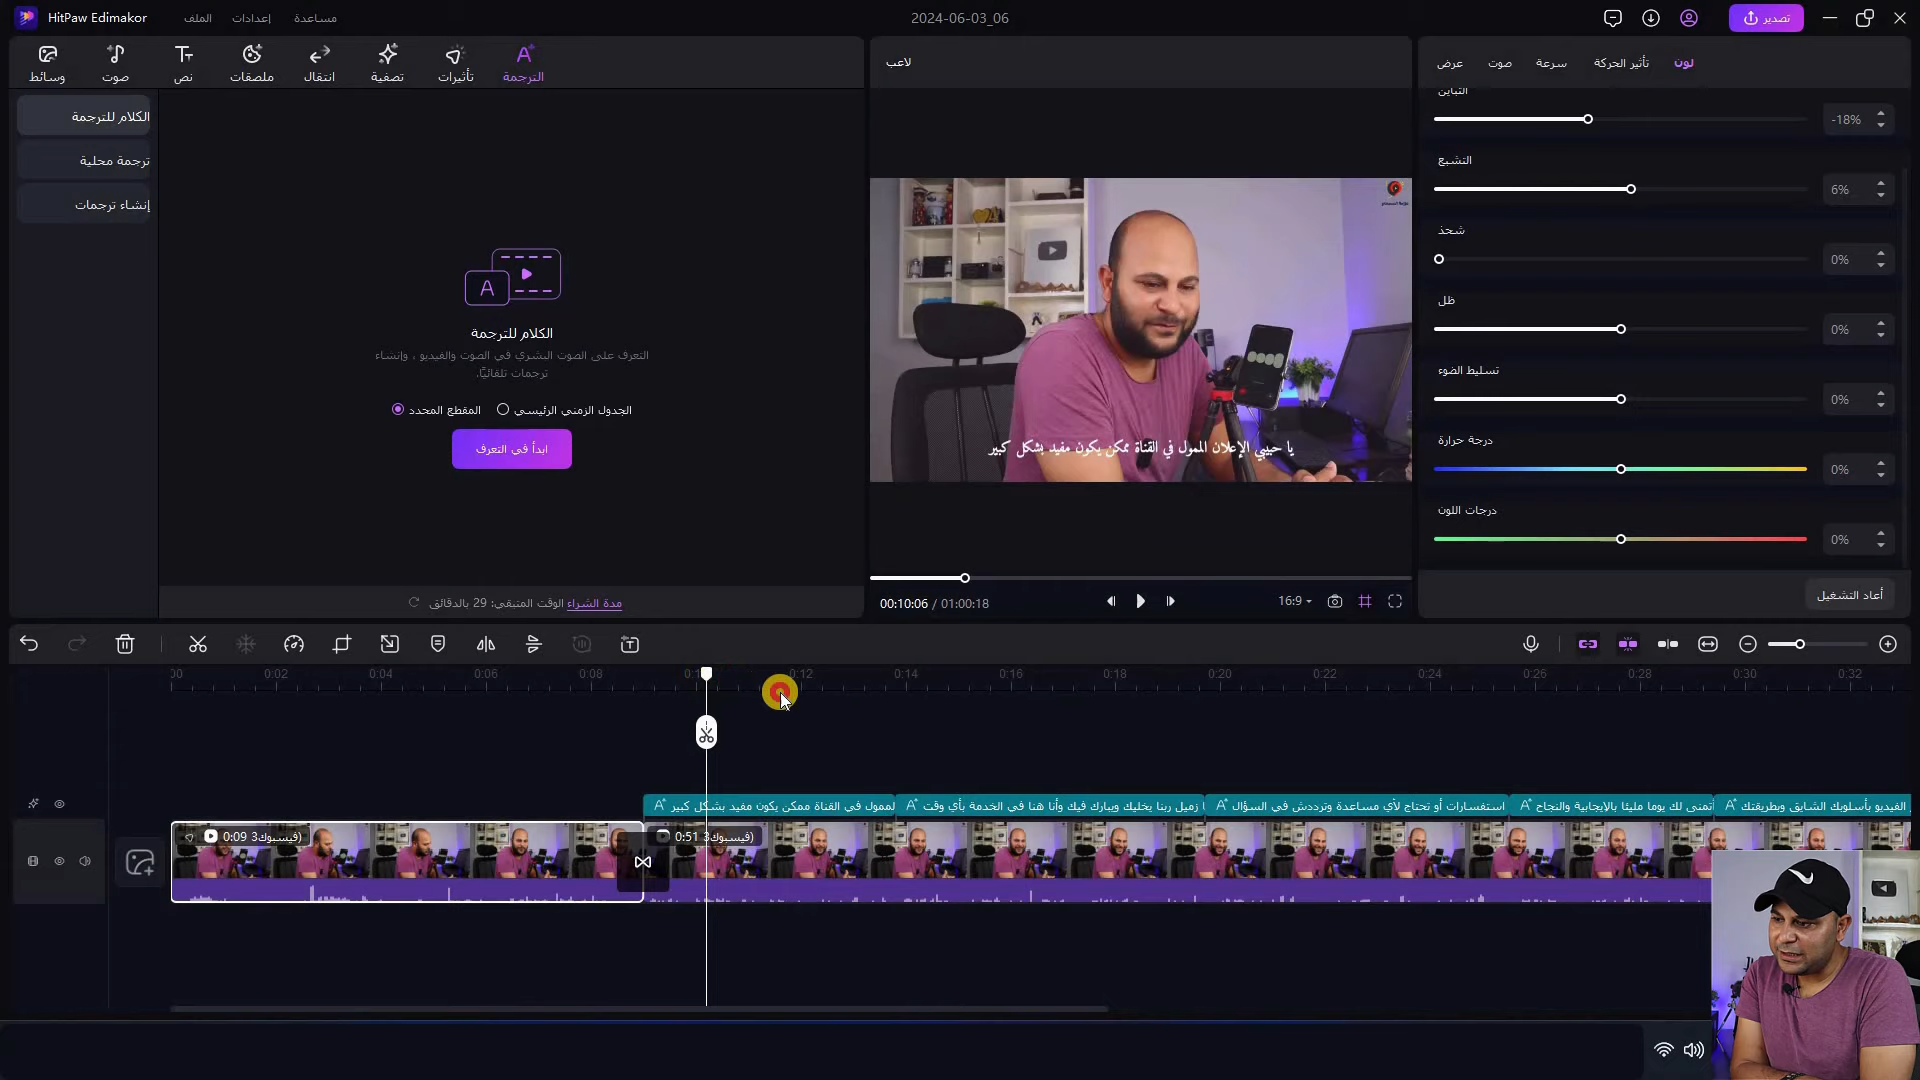 HitPaw Edimakor
الملف
إعدادات
مساعدة
2024-06-03_06
تصدير
وسائط
صوت
نص
ملصقات
انتقال
تصفية
تأثيرات
الترجمة
الكلام للترجمة
ترجمة محلية
إنشاء ترجمات
A
الكلام للترجمة
التعرف على الصوت البشري في الصوت والفيديو ، وإنشاء
ترجمات تلقائيًا.
المقطع المحدد
الجدول الزمني الرئيسي
ابدأ في التعرف
مدة الشراء الوقت المتبقي: 29 بالدقائق
لاعب
يا حبيبي الإعلان الممول في القناة ممكن يكون مفيد بشكل كبير
00:10:06 / 01:00:18
16:9
عرض
صوت
سرعة
تأثير الحركة
لون
التباين
-18%
التشبع
6%
شحذ
0%
ظل
0%
تسليط الضوء
0%
درجة حرارة
0%
درجات اللون
0%
أعاد التشغيل
0:02
0:04
0:06
0:08
0:12
0:14
0:16
0:18
0:20
0:22
0:24
0:26
0:28
0:30
0:32
لممول في القناة ممكن يكون مفيد بشكل كبير
زميل ربنا يخليك ويبارك فيك وأنا هنا في الخدمة بأي وقت
استفسارات أو تحتاج لأي مساعدة وترددش في السؤال
أتمنى لك يوما مليئا بالإيجابية والنجاح
الفيديو بأسلوبك الشايق وبطريقتك
0:09 فيسبوك3)
0:51 فيسبوك3)